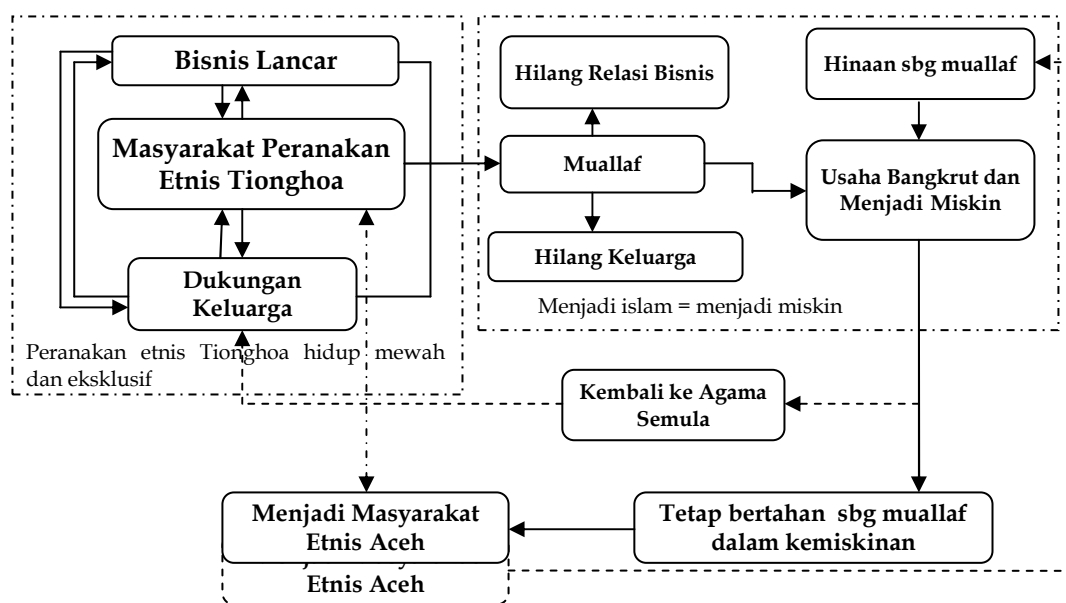 Bisnis Lancar
Masyarakat Peranakan
Etnis Tionghoa
Dukungan
Keluarga
Peranakan etnis Tionghoa hidup mewah
dan eksklusif
Hilang Relasi Bisnis
Muallaf
Hilang Keluarga
Hinaan sbg muallaf
Usaha Bangkrut dan
Menjadi Miskin
Menjadi islam = menjadi miskin
Kembali ke Agama
Semula
Menjadi Masyarakat
Etnis Aceh
Etnis Aceh
Tetap bertahan sbg muallaf
dalam kemiskinan